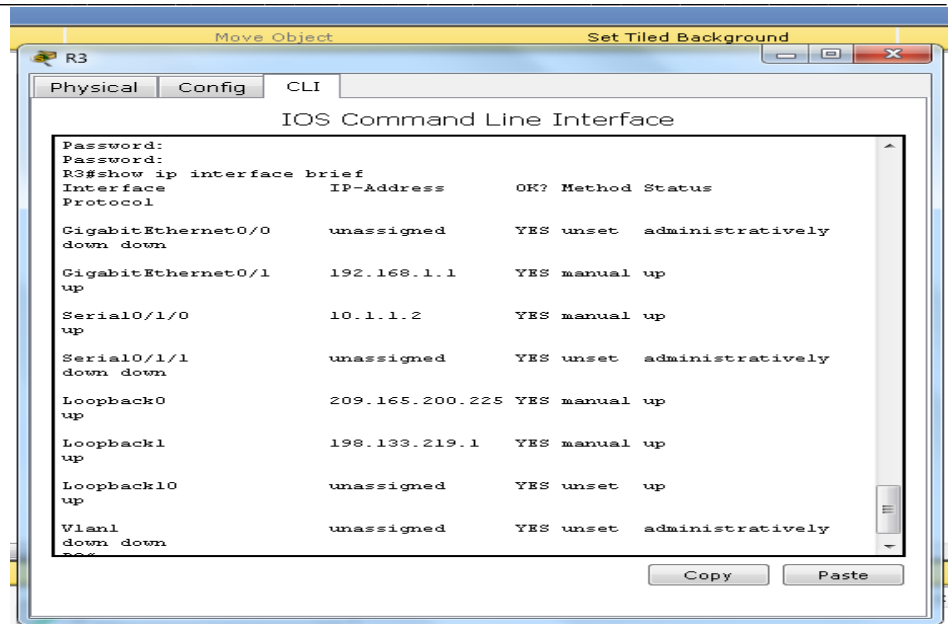 Move Object Set Tiled Background
R3
Physical Config CLI
IOS Command Line Interface
Password:
Password:
R3#show ip interface brief
Interface IP-Address OK? Method Status
Protocol
GigabitEthernet0/0 unassigned YES unset administratively
down down
GigabitEthernet0/1 192.168.1.1 YES manual up
up
Serial0/1/0 10.1.1.2 YES manual up
up
Serial0/1/1 unassigned YES unset administratively
down down
Loopback0 209.165.200.225 YES manual up
up
Loopback1 198.133.219.1 YES manual up
up
Loopback10 unassigned YES unset up
up
Vlan1 unassigned YES unset administratively
down down
Copy Paste